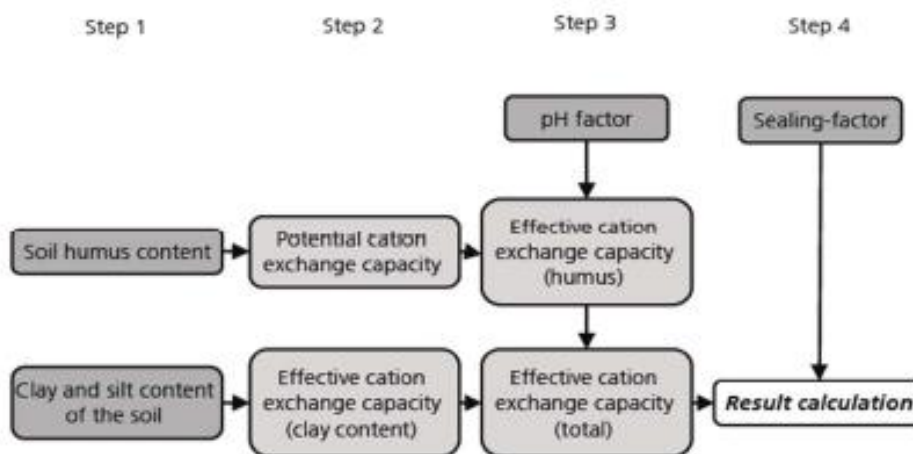 Step 1
Step 2
Step 3
Step 4
pH factor
Sealing-factor
Soil humus content
Potential cation
exchange capacity
Effective cation
exchange capacity
(humus)
Clay and silt content
of the soil
Effective cation
exchange capacity
(clay content)
Effective cation
exchange capacity
(total)
Result calculation